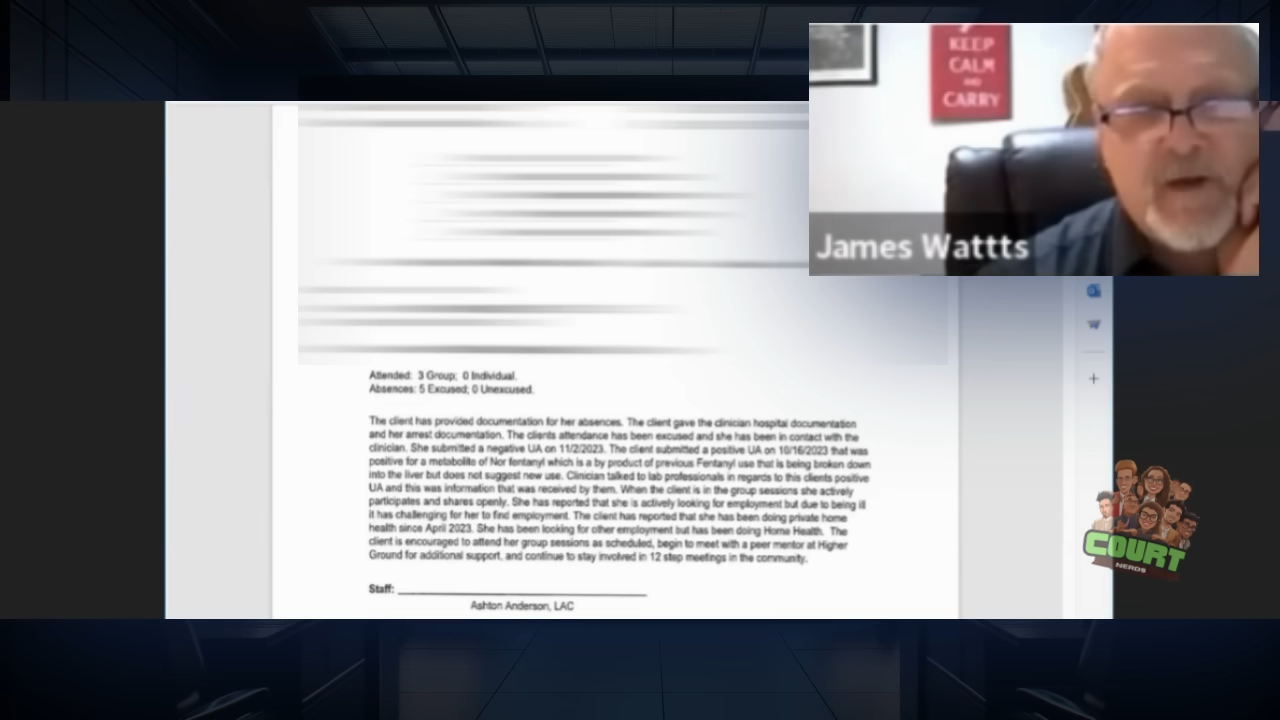 KEEP
CALM
AND
CARRY
James Wattts
Attended: 3 Group; 0 Individual.
Absences: 5 Excused; 0 Unexcused.
The client has provided documentation for her absences. The client gave the clinician hospital documentation
and her arrest documentation. The clients attendance has been excused and she has been in contact with the
clinician. She submitted a negative UA on 11/2/2023. The client submitted a positive UA on 10/16/2023 that was
positive for a metabolite of Nor fentanyl which is a by product of previous Fentanyl use that is being broken down
into the liver but does not suggest new use. Clinician talked to lab professionals in regards to this clients positive
UA and this was information that was received by them. When the client is in the group sessions she actively
participates and shares openly. She has reported that she is actively looking for employment but due to being ill
it has challenging for her to find employment. The client has reported that she has been doing private home
health since April 2023. She has been looking for other employment but has been doing Home Health. The
client is encouraged to attend her group sessions as scheduled, begin to meet with a peer mentor at Higher
Ground for additional support, and continue to stay involved in 12 step meetings in the community.
Staff:
Ashton Anderson, LAC
COURT
NERDS